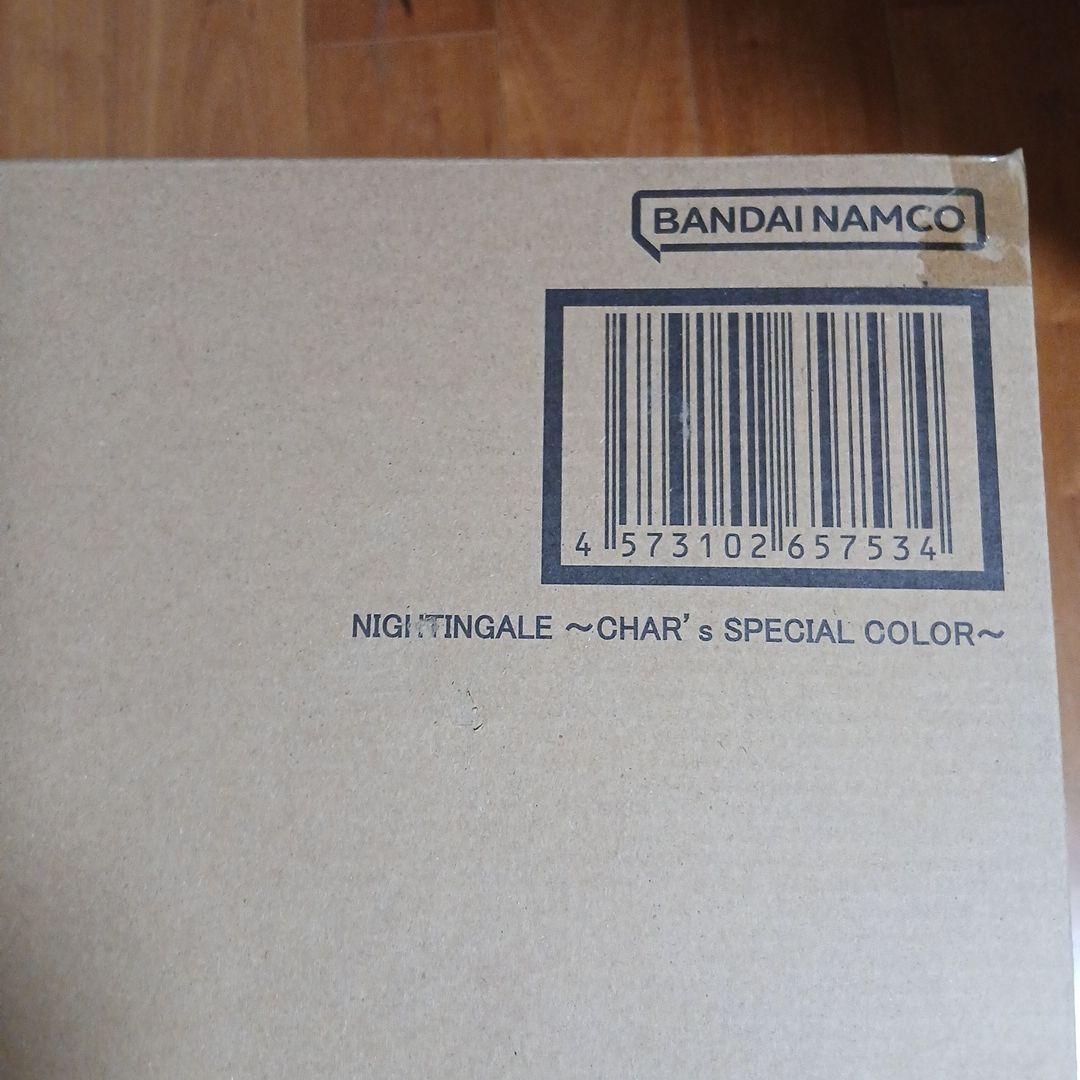 BANDAI NAMCO
4 573102 657534
NIGHTINGALE ～CHAR’s SPECIAL COLOR～